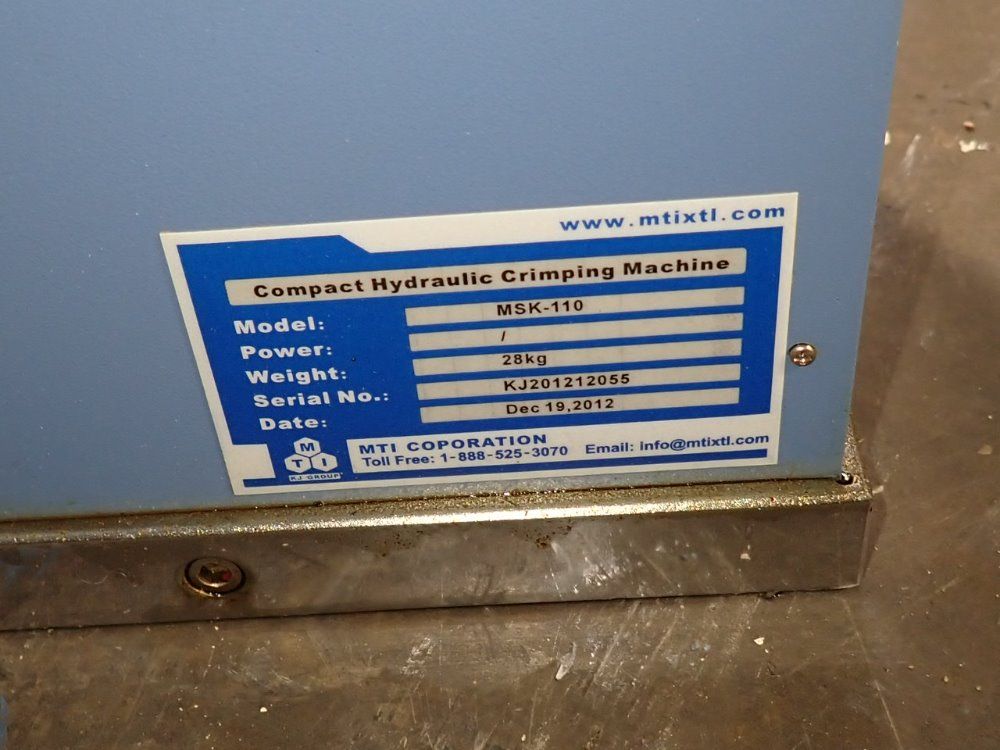 www.mtixtl.com
Compact Hydraulic Crimping Machine
Model: MSK-110
Power: /
Weight: 28kg
Serial No.: KJ201212055
Date: Dec 19,2012
M
T I
KJ GROUP
MTI COPORATION
Toll Free: 1-888-525-3070 Email: info@mtixtl.com